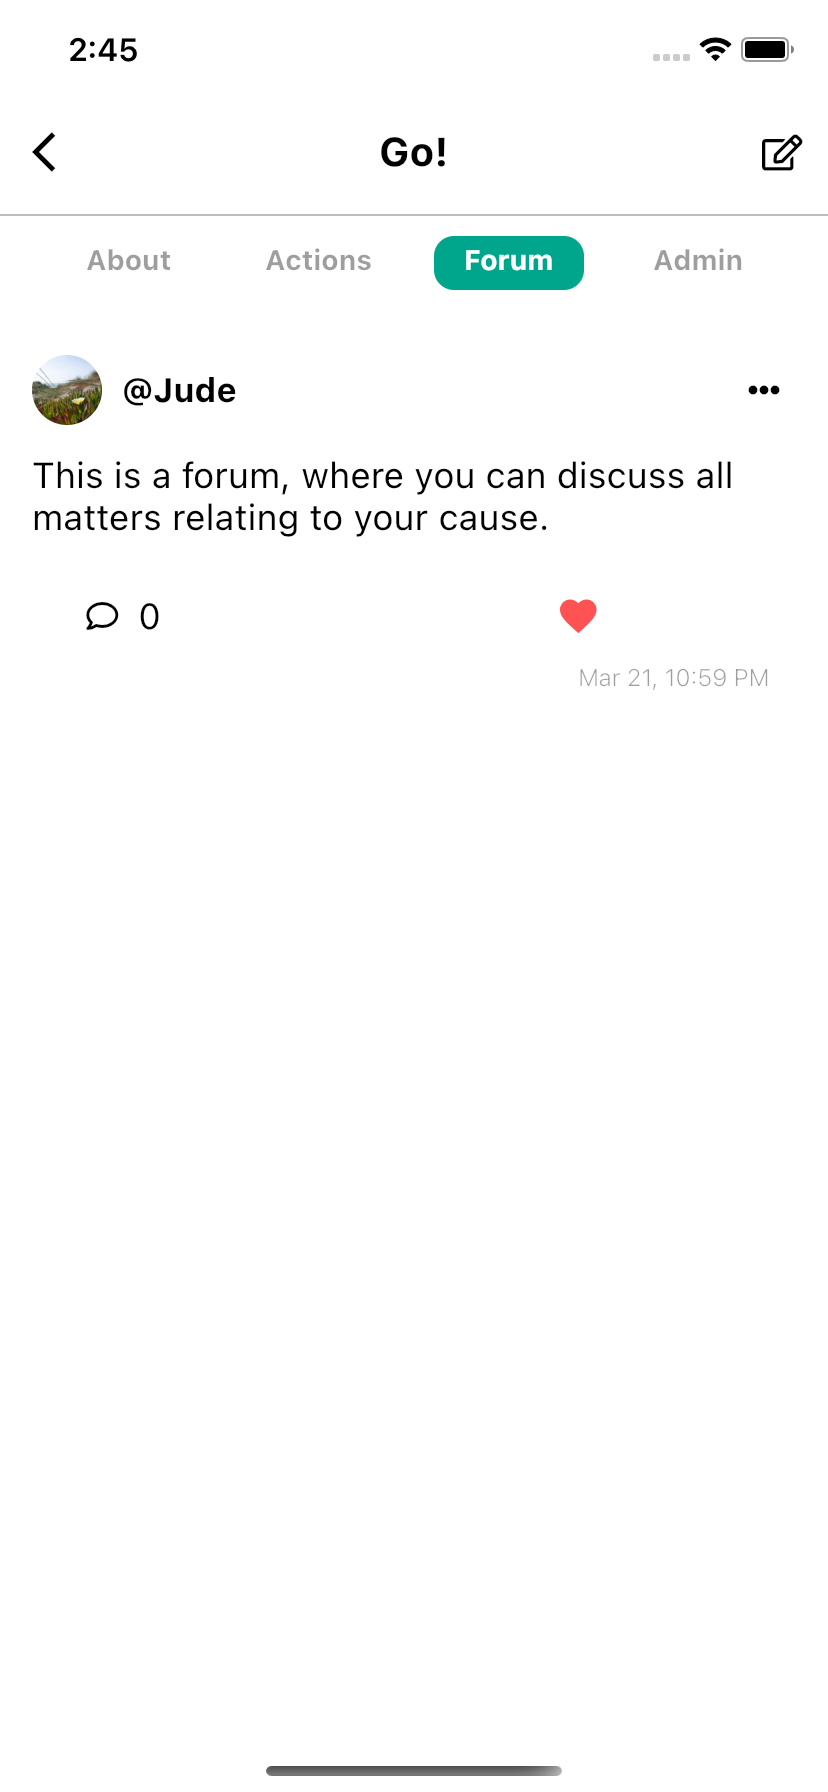 2:45
Go!
About Actions Forum Admin
@Jude
This is a forum, where you can discuss all
matters relating to your cause.
0
Mar 21, 10:59 PM